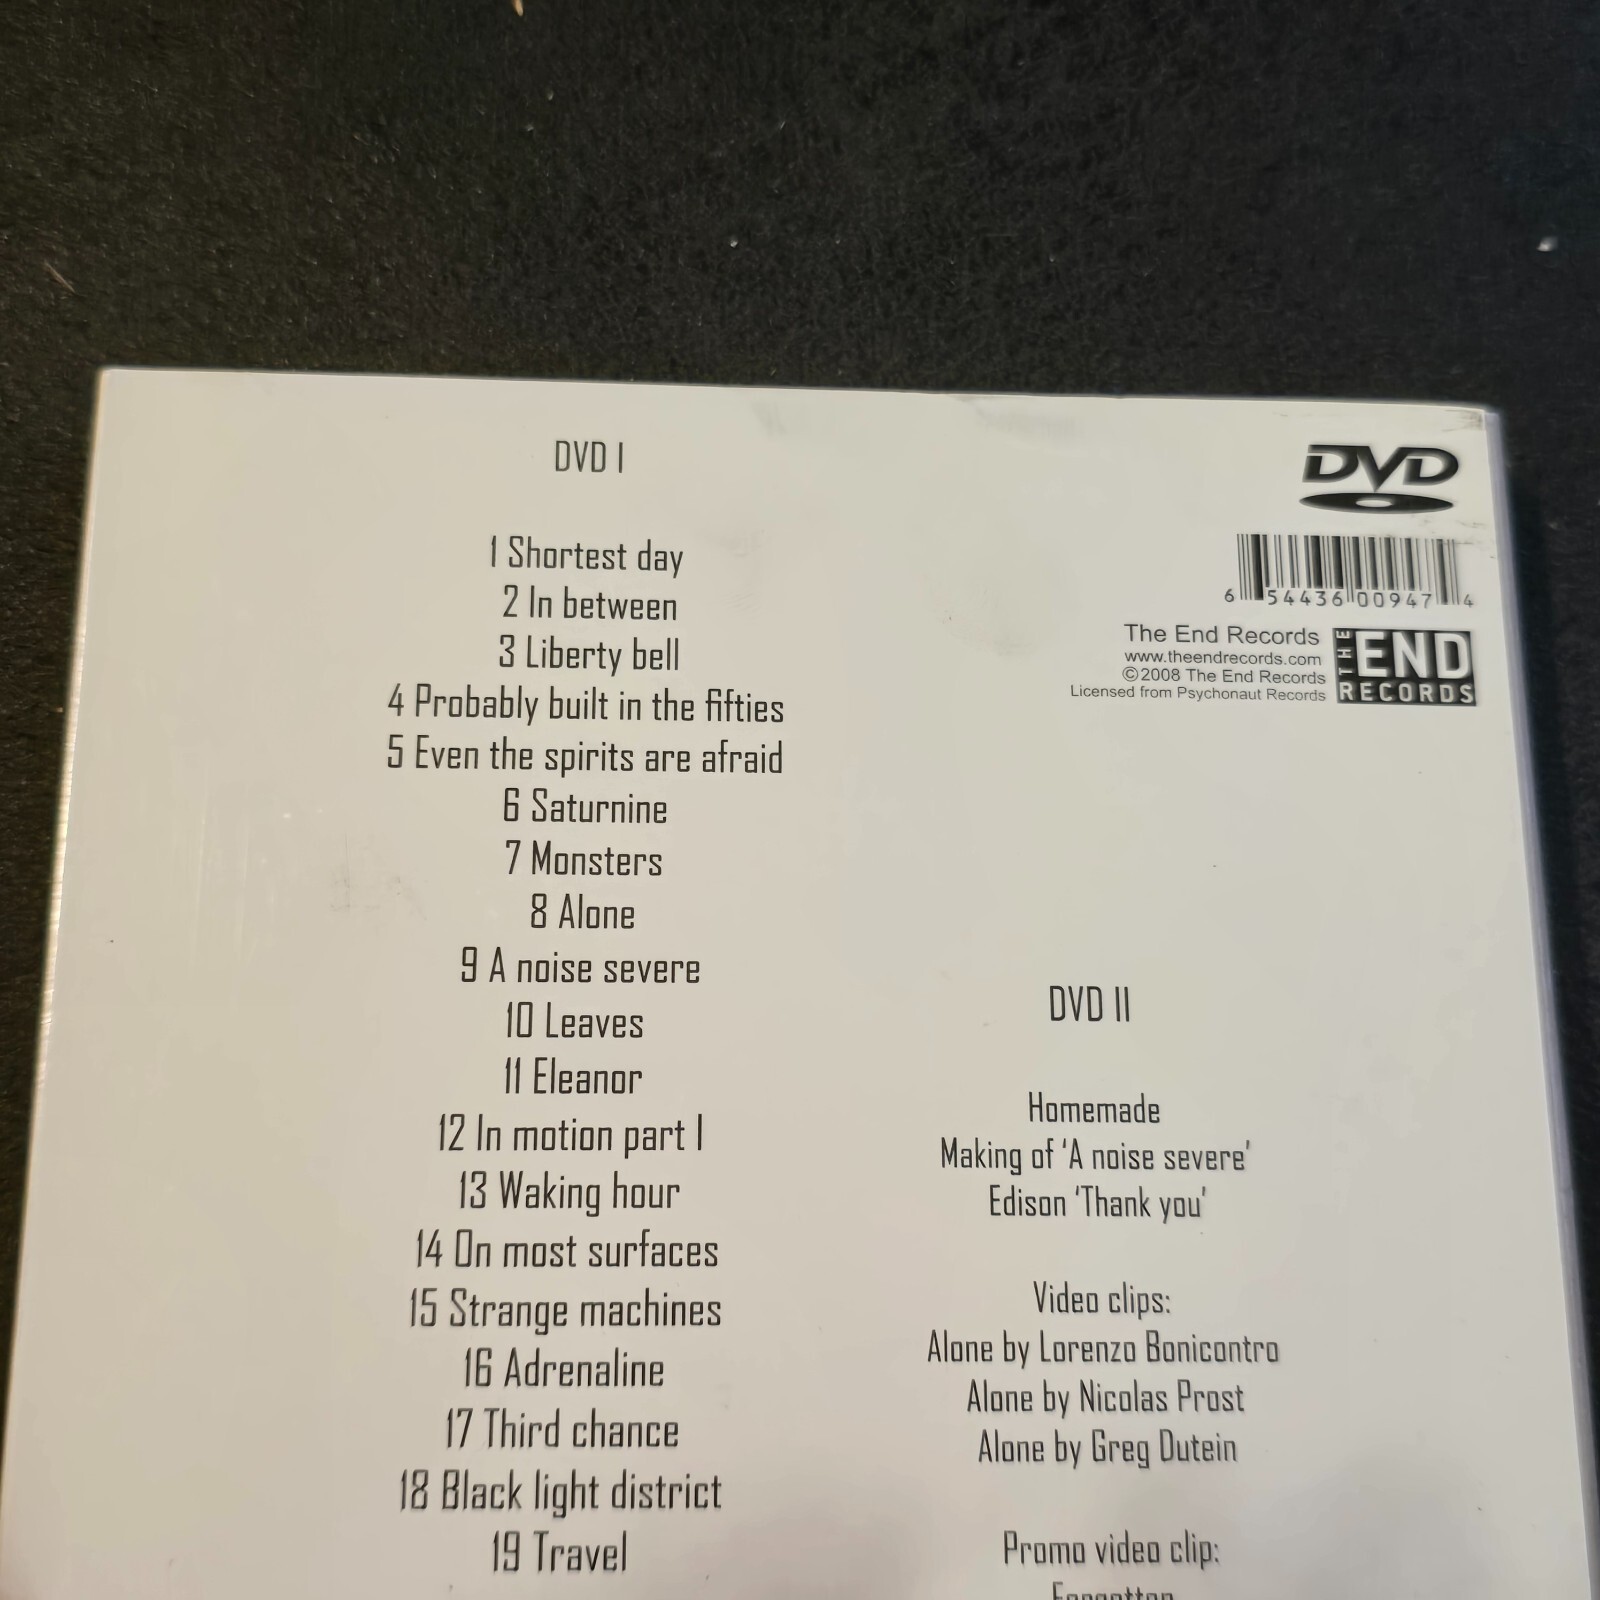 DVD I
1 Shortest day
2 In between
3 Liberty bell
4 Probably built in the fifties
5 Even the spirits are afraid
6 Saturnine
7 Monsters
8 Alone
9 A noise severe
10 Leaves
11 Eleanor
12 In motion part I
13 Waking hour
14 On most surfaces
15 Strange machines
16 Adrenaline
17 Third chance
18 Black light district
19 Travel
DVD
6 54436 00947 4
The End Records
www.theendrecords.com
©2008 The End Records
Licensed from Psychonaut Records
THE END
RECORDS
DVD II
Homemade
Making of 'A noise severe'
Edison 'Thank you'
Video clips:
Alone by Lorenzo Bonicontro
Alone by Nicolas Prost
Alone by Greg Dutein
Promo video clip:
Forgotten